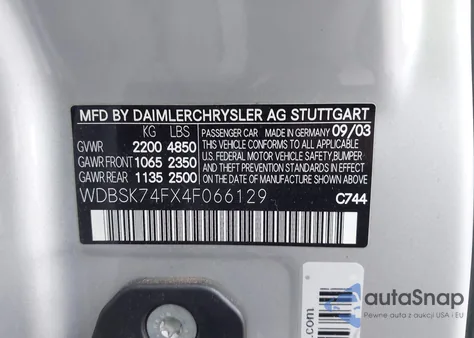 MFD BY DAIMLERCHRYSLER AG STUTTGART
KG LBS
GVWR 2200 4850
GAWR FRONT 1065 2350
GAWR REAR 1135 2500
PASSENGER CAR MADE IN GERMANY 09/03
THIS VEHICLE CONFORMS TO ALL APPLICABLE
U.S. FEDERAL MOTOR VEHICLE SAFETY, BUMPER
AND THEFT PREVENTION STANDARDS IN EFFECT ON
THE DATE OF MANUFACTURE SHOWN ABOVE.
WDBSK74FX4F066129
C744
autoSnap
Pewne auta z aukcji USA i EU